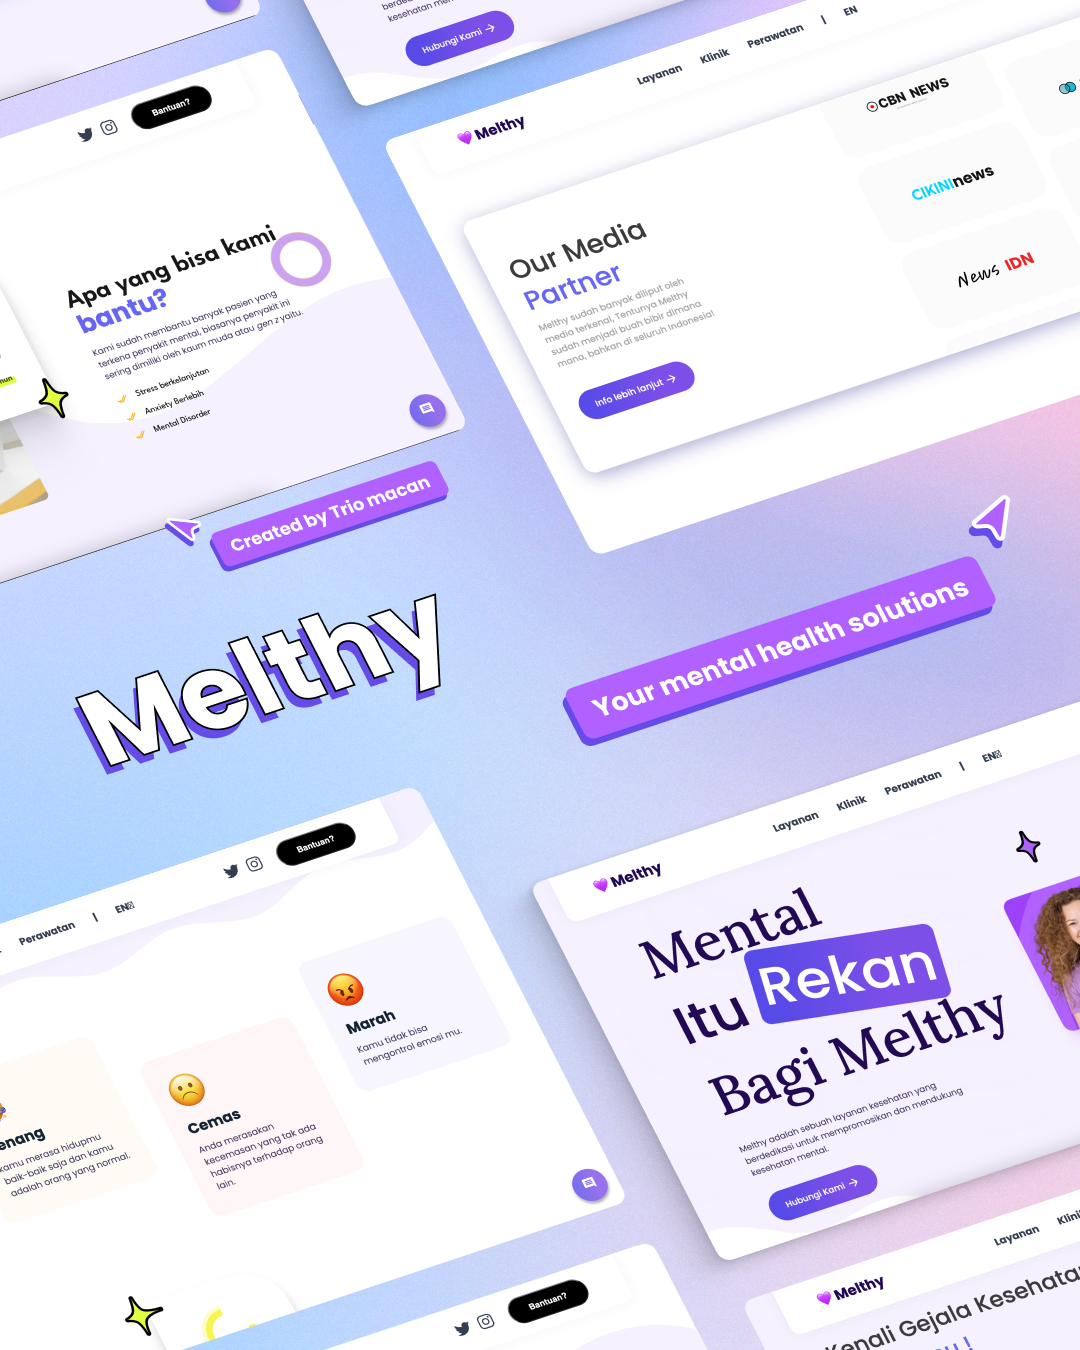 kesehatan mental.
Hubungi Kami →
Bantuan?
Apa yang bisa kami
bantu?
Kami sudah membantu banyak pasien yang
terkena penyakit mental, biasanya penyakit ini
sering dimiliki oleh kaum muda atau gen z yaitu.
Stress berkelanjutan
Anxiety Berlebih
Mental Disorder
Layanan Klinik Perawatan | EN
Melthy
Our Media
Partner
Melthy sudah banyak diliput oleh
media terkenal, Tentunya Melthy
sudah menjadi buah bibir dimana
mana, bahkan di seluruh Indonesia!
Info lebih lanjut →
CBN NEWS
CIKININEWS
News IDN
Created by Trio macan
Melthy
Your mental health solutions
Perawatan | EN
Bantuan?
Marah
Kamu tidak bisa
mengontrol emosi mu.
Cemas
Anda merasakan
kecemasan yang tak ada
habisnya terhadap orang
lain.
enang
kamu merasa hidupmu
baik-baik saja dan kamu
adalah orang yang normal.
Layanan Klinik Perawatan | EN
Melthy
Mental
Itu Rekan
Bagi Melthy
Melthy adalah sebuah layanan kesehatan yang
berdedikasi untuk mempromosikan dan mendukung
kesehatan mental.
Hubungi Kami →
Bantuan?
Layanan Klinik
Melthy
Kenali Gejala Kesehatan